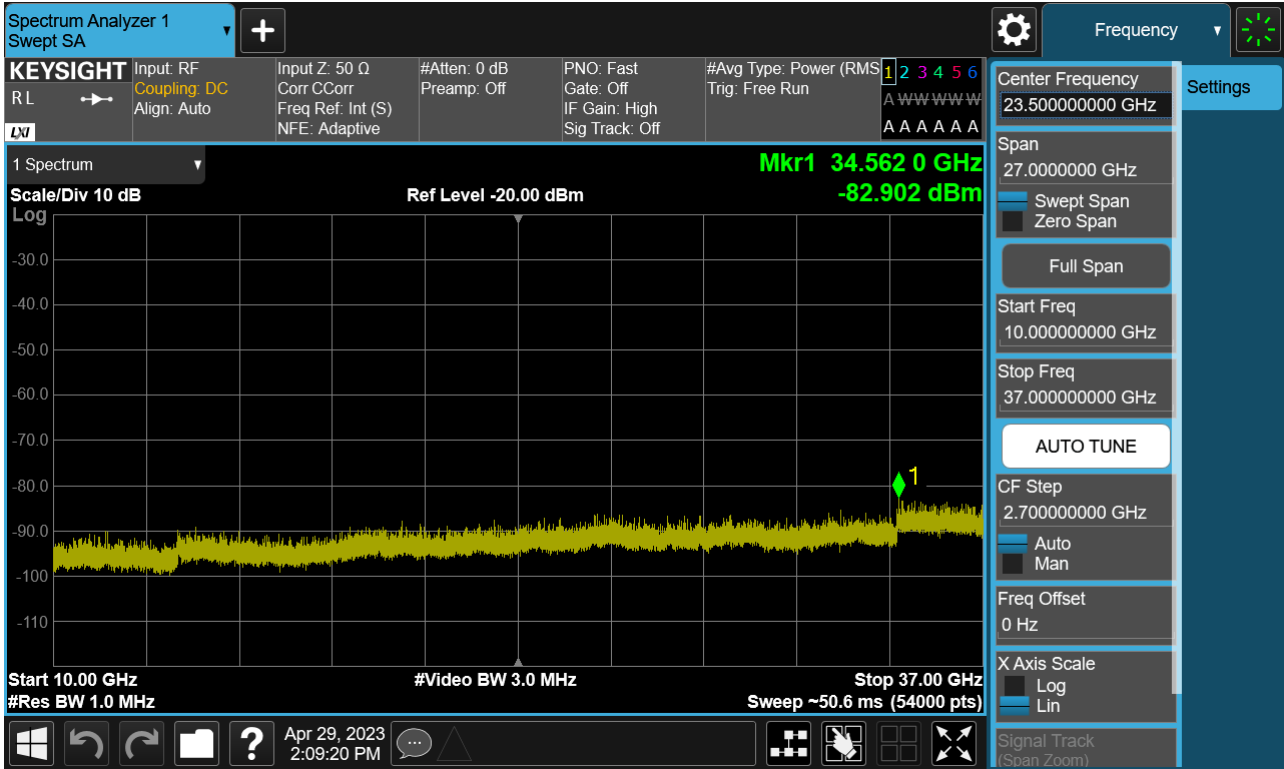 Spectrum Analyzer 1
Swept SA
Frequency
KEYSIGHT
R L
LXI
Input: RF
Coupling: DC
Align: Auto
Input Z: 50 Ω
Corr CCorr
Freq Ref: Int (S)
NFE: Adaptive
#Atten: 0 dB
Preamp: Off
PNO: Fast
Gate: Off
IF Gain: High
Sig Track: Off
#Avg Type: Power (RMS
Trig: Free Run
1 2 3 4 5 6
A W W W W W
A A A A A A
1 Spectrum
Mkr1 34.562 0 GHz
-82.902 dBm
Scale/Div 10 dB
Ref Level -20.00 dBm
Log
-30.0
-40.0
-50.0
-60.0
-70.0
-80.0
-90.0
-100
-110
1
Start 10.00 GHz
#Video BW 3.0 MHz
Stop 37.00 GHz
#Res BW 1.0 MHz
Sweep ~50.6 ms (54000 pts)
Apr 29, 2023
2:09:20 PM
Center Frequency
23.500000000 GHz
Settings
Span
27.0000000 GHz
Swept Span
Zero Span
Full Span
Start Freq
10.000000000 GHz
Stop Freq
37.000000000 GHz
AUTO TUNE
CF Step
2.700000000 GHz
Auto
Man
Freq Offset
0 Hz
X Axis Scale
Log
Lin
Signal Track
(Span Zoom)